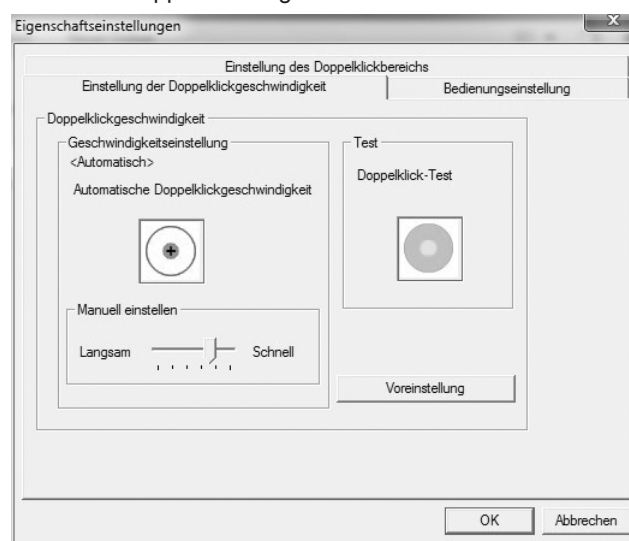 Eigenschaftseinstellungen
Einstellung des Doppelklickbereichs
Einstellung der Doppelklickgeschwindigkeit
Bedienungseinstellung
Doppelklickgeschwindigkeit
Geschwindigkeitseinstellung
<Automatisch>
Automatische Doppelklickgeschwindigkeit
Manuell einstellen
Langsam
Schnell
Test
Doppelklick-Test
Voreinstellung
OK
Abbrechen